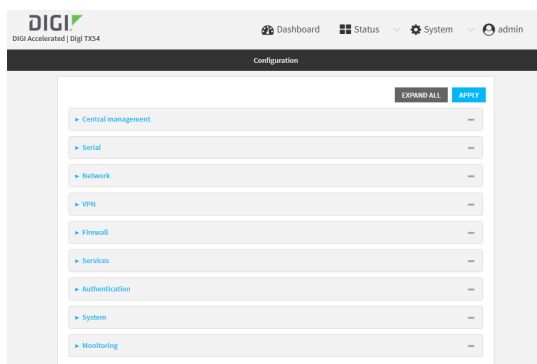 DIGI
DIGI Accelerated | Digi TX54
Dashboard Status System admin
Configuration
EXPAND ALL APPLY
Central management
Serial
Network
VPN
Firewall
Services
Authentication
System
Monitoring